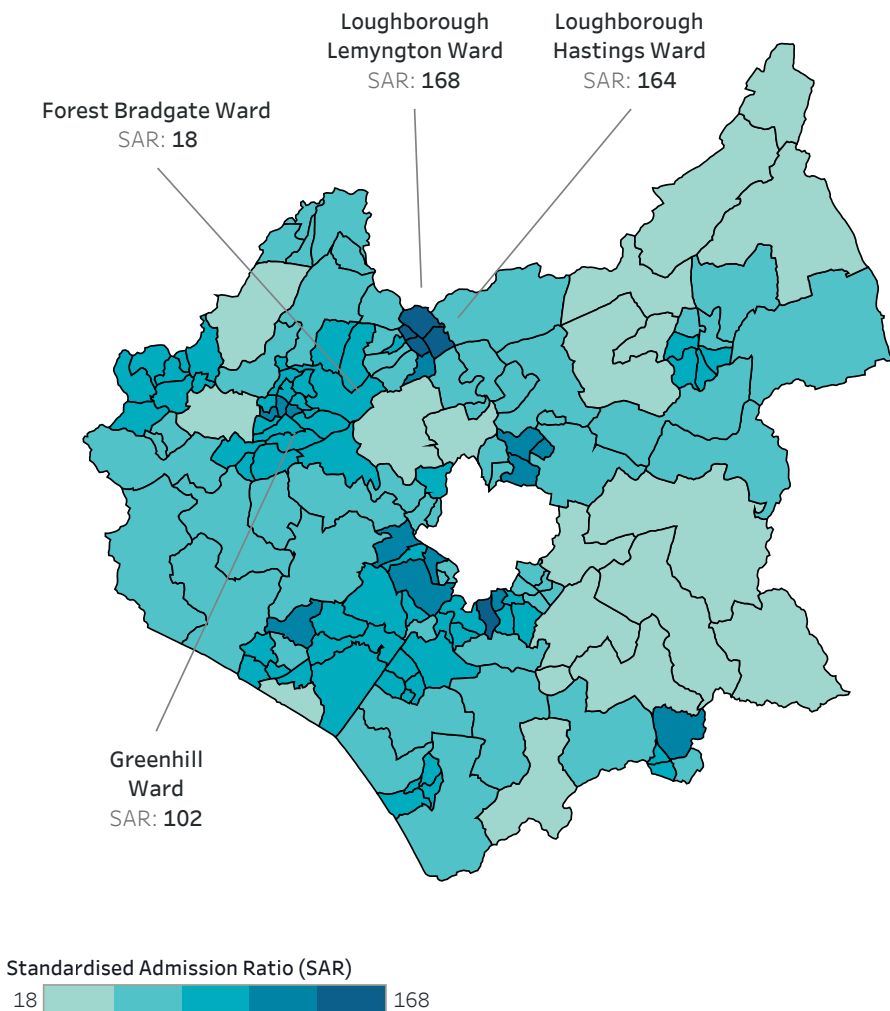 Loughborough
Lemyngton Ward
SAR: 168
Loughborough
Hastings Ward
SAR: 164
Forest Bradgate Ward
SAR: 18
Greenhill
Ward
SAR: 102
Standardised Admission Ratio (SAR)
18 168